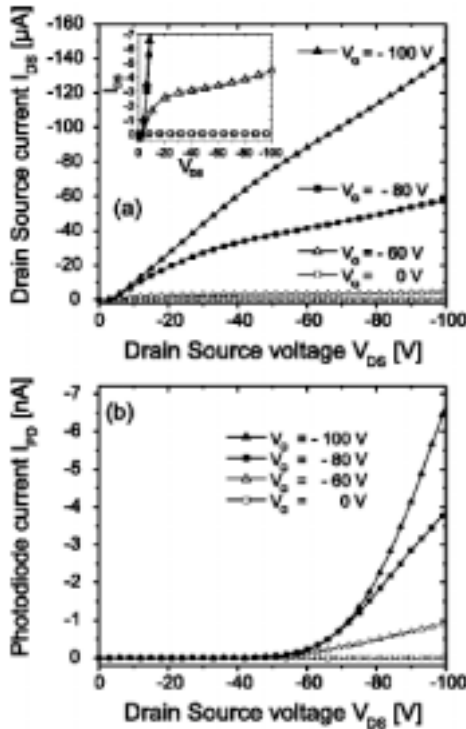 -160
-140
-120
-100
-80
-60
-40
-20
0
Drain Source current I_DS [µA]
-7
-6
-5
-4
-3
-2
-1
0
I_DS
0 -20 -40 -60 -80 -100
V_DS
V_G = - 100 V
V_G = - 80 V
V_G = - 60 V
V_G = 0 V
(a)
0 -20 -40 -60 -80 -100
Drain Source voltage V_DS [V]
-7
-6
-5
-4
-3
-2
-1
0
Photodiode current I_PD [nA]
(b)
V_G = - 100 V
V_G = - 80 V
V_G = - 60 V
V_G = 0 V
0 -20 -40 -60 -80 -100
Drain Source voltage V_DS [V]